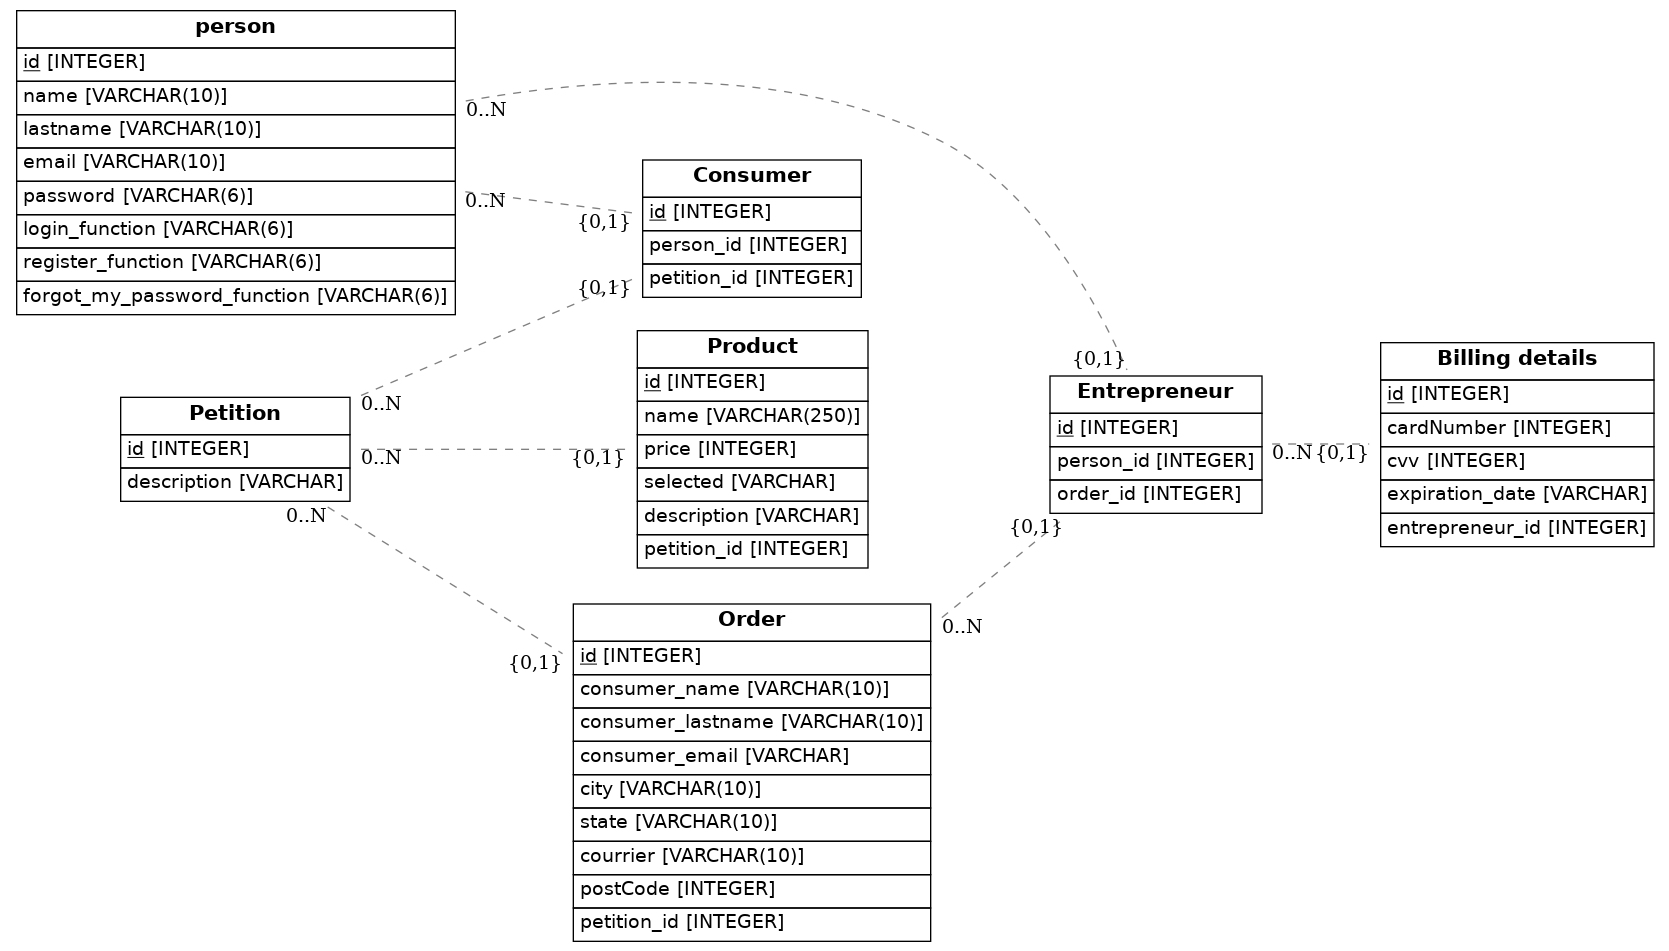 person
id [INTEGER]
name [VARCHAR(10)]
lastname [VARCHAR(10)]
email [VARCHAR(10)]
password [VARCHAR(6)]
login_function [VARCHAR(6)]
register_function [VARCHAR(6)]
forgot_my_password_function [VARCHAR(6)]
0..N
0..N
{0,1}
{0,1}
Consumer
id [INTEGER]
person_id [INTEGER]
petition_id [INTEGER]
Petition
id [INTEGER]
description [VARCHAR]
0..N
0..N
0..N
{0,1}
{0,1}
Product
id [INTEGER]
name [VARCHAR(250)]
price [INTEGER]
selected [VARCHAR]
description [VARCHAR]
petition_id [INTEGER]
Order
id [INTEGER]
consumer_name [VARCHAR(10)]
consumer_lastname [VARCHAR(10)]
consumer_email [VARCHAR]
city [VARCHAR(10)]
state [VARCHAR(10)]
courrier [VARCHAR(10)]
postCode [INTEGER]
petition_id [INTEGER]
0..N
{0,1}
{0,1}
Entrepreneur
id [INTEGER]
person_id [INTEGER]
order_id [INTEGER]
0..N
{0,1}
Billing details
id [INTEGER]
cardNumber [INTEGER]
cvv [INTEGER]
expiration_date [VARCHAR]
entrepreneur_id [INTEGER]